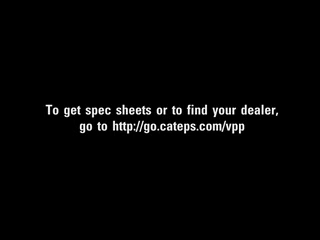 To get spec sheets or to find your dealer,
go to http://go.cateps.com/vpp